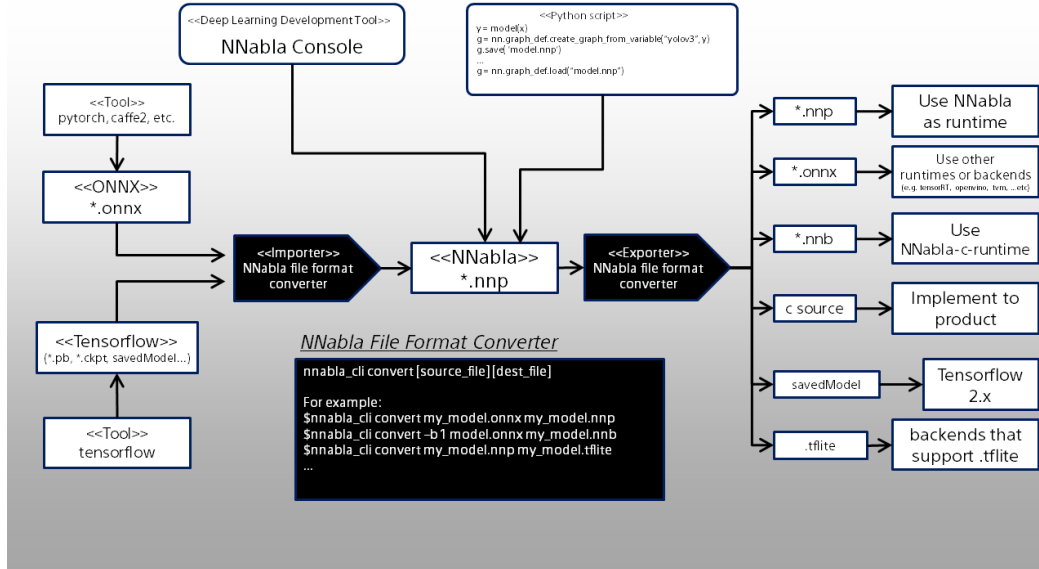 <<Deep Learning Development Tool>>
NNabla Console
<<Python script>>
y = model(x)
g = nn.graph_def.create_graph_from_variable("yolov3", y)
g.save( 'model.nnp')
...
g = nn.graph_def.load("model.nnp")
<<Tool>>
pytorch, caffe2, etc.
<<ONNX>>
*.onnx
<<Importer>>
NNabla file format
converter
<<NNabla>>
*.nnp
<<Exporter>>
NNabla file format
converter
<<Tensorflow>>
(*.pb, *.ckpt, savedModel...)
<<Tool>>
tensorflow
NNabla File Format Converter
nnabla_cli convert [source_file][dest_file]
For example:
$nnabla_cli convert my_model.onnx my_model.nnp
$nnabla_cli convert –b1 model.onnx my_model.nnb
$nnabla_cli convert my_model.nnp my_model.tflite
...
*.nnp
Use NNabla
as runtime
*.onnx
Use other
runtimes or backends
(e.g. tensorRT, openvino, tvm, ...etc)
*.nnb
Use
NNabla-c-runtime
c source
Implement to
product
savedModel
Tensorflow
2.x
.tflite
backends that
support .tflite